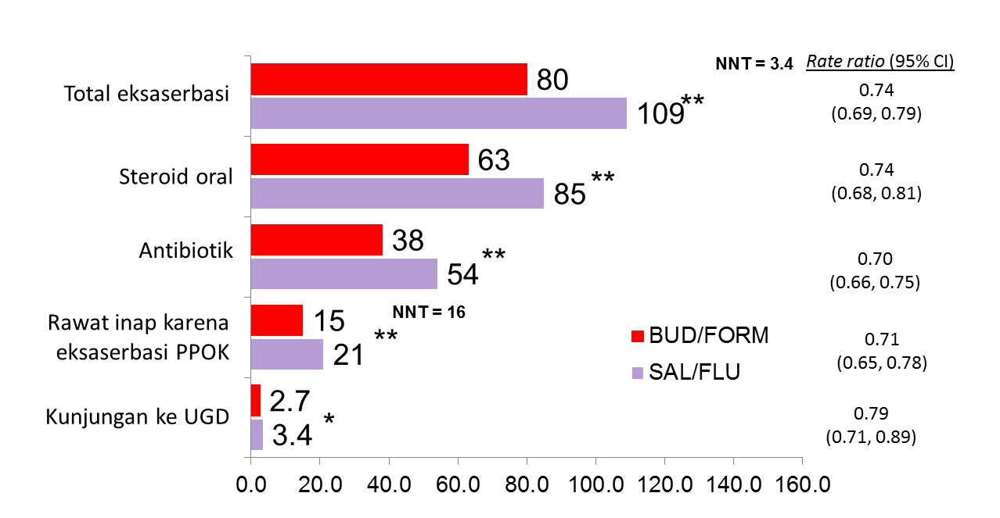 NNT = 3.4 Rate ratio (95% CI)
Total eksaserbasi
80
109**
0.74
(0.69, 0.79)
Steroid oral
63
85 **
0.74
(0.68, 0.81)
Antibiotik
38
54 **
0.70
(0.66, 0.75)
Rawat inap karena
eksaserbasi PPOK
15
NNT = 16
21 **
0.71
(0.65, 0.78)
BUD/FORM
SAL/FLU
Kunjungan ke UGD
2.7
3.4 *
0.79
(0.71, 0.89)
0.0 20.0 40.0 60.0 80.0 100.0 120.0 140.0 160.0